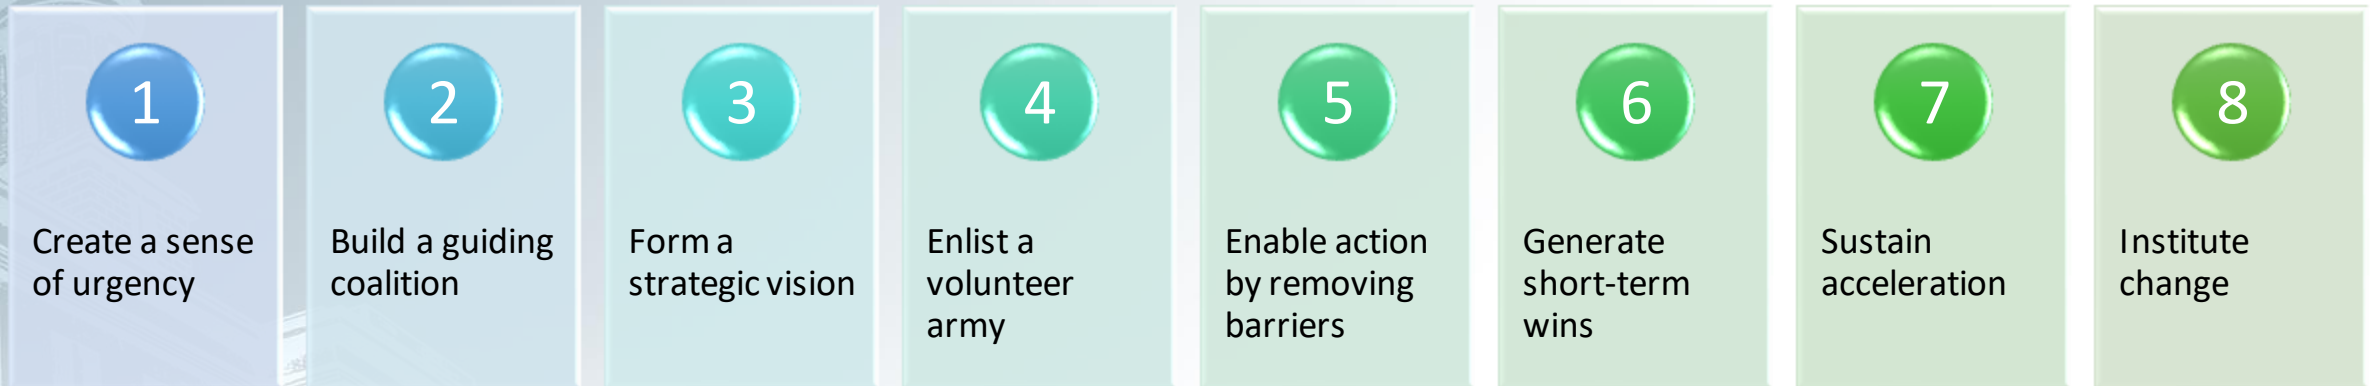 1
Create a sense
of urgency
2
Build a guiding
coalition
3
Form a
strategic vision
4
Enlist a
volunteer
army
5
Enable action
by removing
barriers
6
Generate
short-term
wins
7
Sustain
acceleration
8
Institute
change